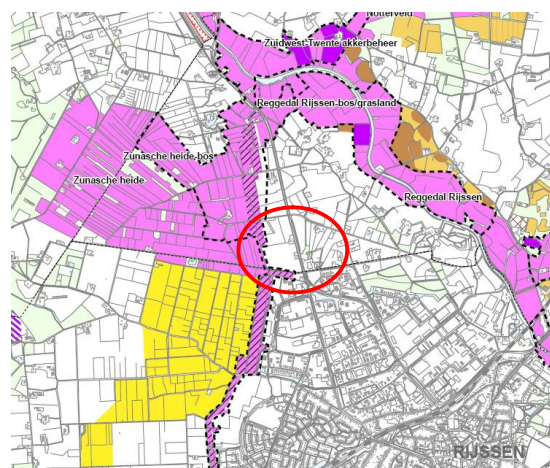 Notterveld
Zuidwest-Twente akkerbeheer
Reggedal Rijssen-bos/grasland
Zunasche heide-bos
Zunasche heide
Reggedal Rijssen
RIJSSEN